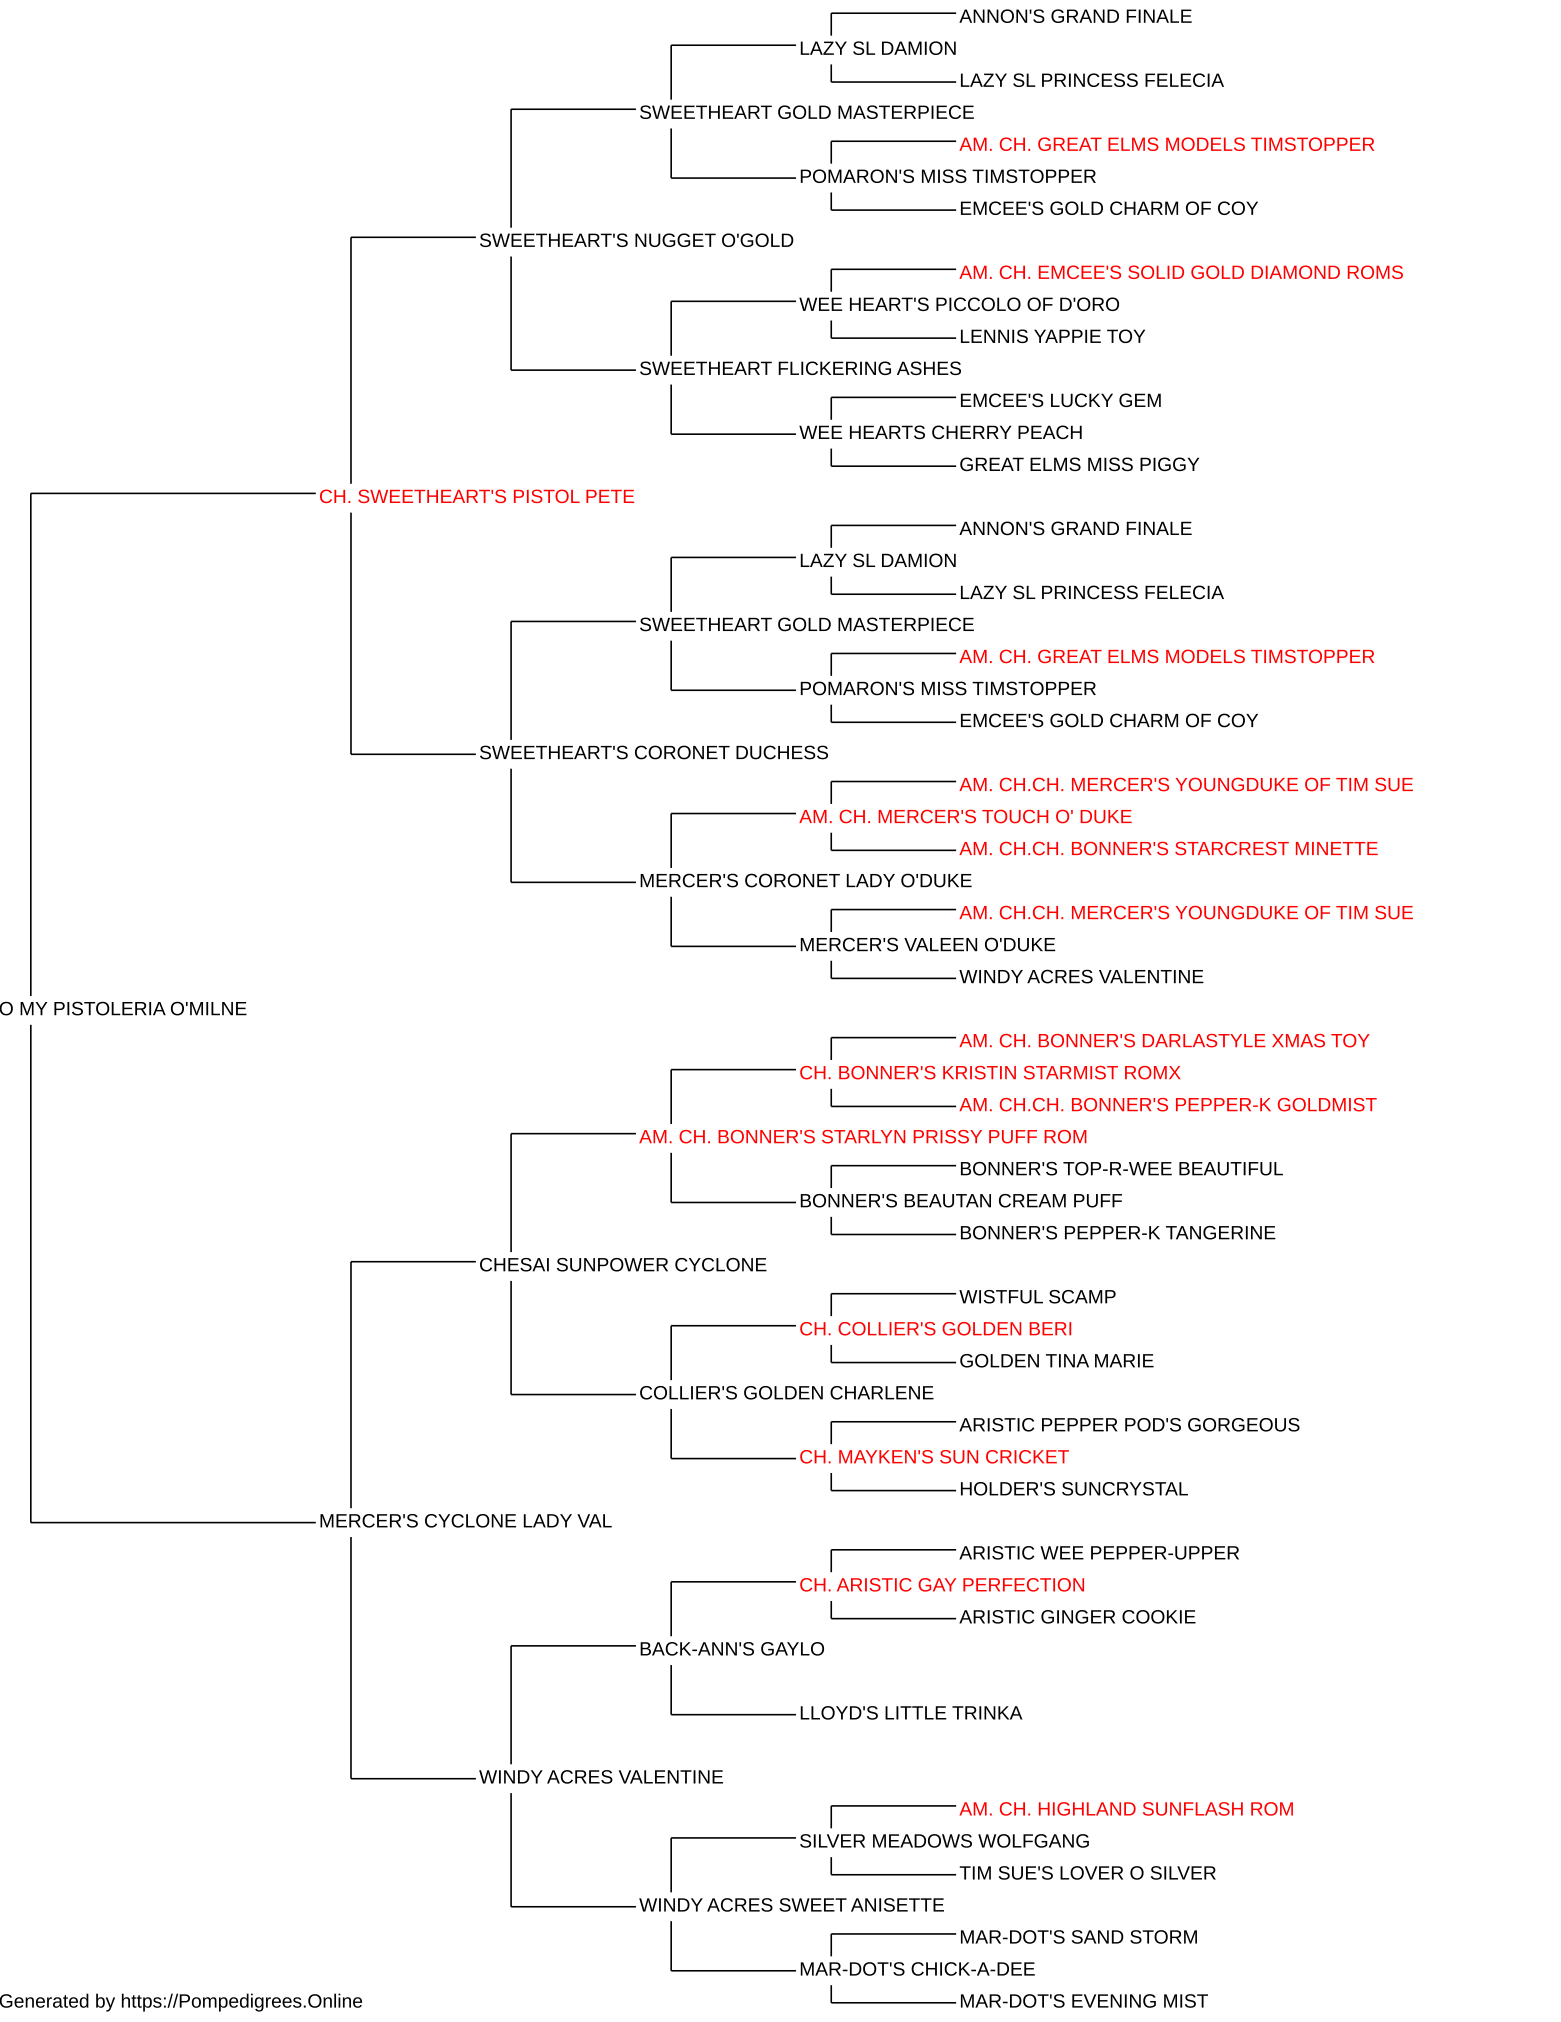 ANNON'S GRAND FINALE
LAZY SL DAMION
LAZY SL PRINCESS FELECIA
SWEETHEART GOLD MASTERPIECE
AM. CH. GREAT ELMS MODELS TIMSTOPPER
POMARON'S MISS TIMSTOPPER
EMCEE'S GOLD CHARM OF COY
SWEETHEART'S NUGGET O'GOLD
AM. CH. EMCEE'S SOLID GOLD DIAMOND ROMS
WEE HEART'S PICCOLO OF D'ORO
LENNIS YAPPIE TOY
SWEETHEART FLICKERING ASHES
EMCEE'S LUCKY GEM
WEE HEARTS CHERRY PEACH
GREAT ELMS MISS PIGGY
CH. SWEETHEART'S PISTOL PETE
ANNON'S GRAND FINALE
LAZY SL DAMION
LAZY SL PRINCESS FELECIA
SWEETHEART GOLD MASTERPIECE
AM. CH. GREAT ELMS MODELS TIMSTOPPER
POMARON'S MISS TIMSTOPPER
EMCEE'S GOLD CHARM OF COY
SWEETHEART'S CORONET DUCHESS
AM. CH.CH. MERCER'S YOUNGDUKE OF TIM SUE
AM. CH. MERCER'S TOUCH O' DUKE
AM. CH.CH. BONNER'S STARCREST MINETTE
MERCER'S CORONET LADY O'DUKE
AM. CH.CH. MERCER'S YOUNGDUKE OF TIM SUE
MERCER'S VALEEN O'DUKE
WINDY ACRES VALENTINE
O MY PISTOLERIA O'MILNE
AM. CH. BONNER'S DARLASTYLE XMAS TOY
CH. BONNER'S KRISTIN STARMIST ROMX
AM. CH.CH. BONNER'S PEPPER-K GOLDMIST
AM. CH. BONNER'S STARLYN PRISSY PUFF ROM
BONNER'S TOP-R-WEE BEAUTIFUL
BONNER'S BEAUTAN CREAM PUFF
BONNER'S PEPPER-K TANGERINE
CHESAI SUNPOWER CYCLONE
WISTFUL SCAMP
CH. COLLIER'S GOLDEN BERI
GOLDEN TINA MARIE
COLLIER'S GOLDEN CHARLENE
ARISTIC PEPPER POD'S GORGEOUS
CH. MAYKEN'S SUN CRICKET
HOLDER'S SUNCRYSTAL
MERCER'S CYCLONE LADY VAL
ARISTIC WEE PEPPER-UPPER
CH. ARISTIC GAY PERFECTION
ARISTIC GINGER COOKIE
BACK-ANN'S GAYLO
LLOYD'S LITTLE TRINKA
WINDY ACRES VALENTINE
AM. CH. HIGHLAND SUNFLASH ROM
SILVER MEADOWS WOLFGANG
TIM SUE'S LOVER O SILVER
WINDY ACRES SWEET ANISETTE
MAR-DOT'S SAND STORM
MAR-DOT'S CHICK-A-DEE
MAR-DOT'S EVENING MIST
Generated by https://Pompedigrees.Online